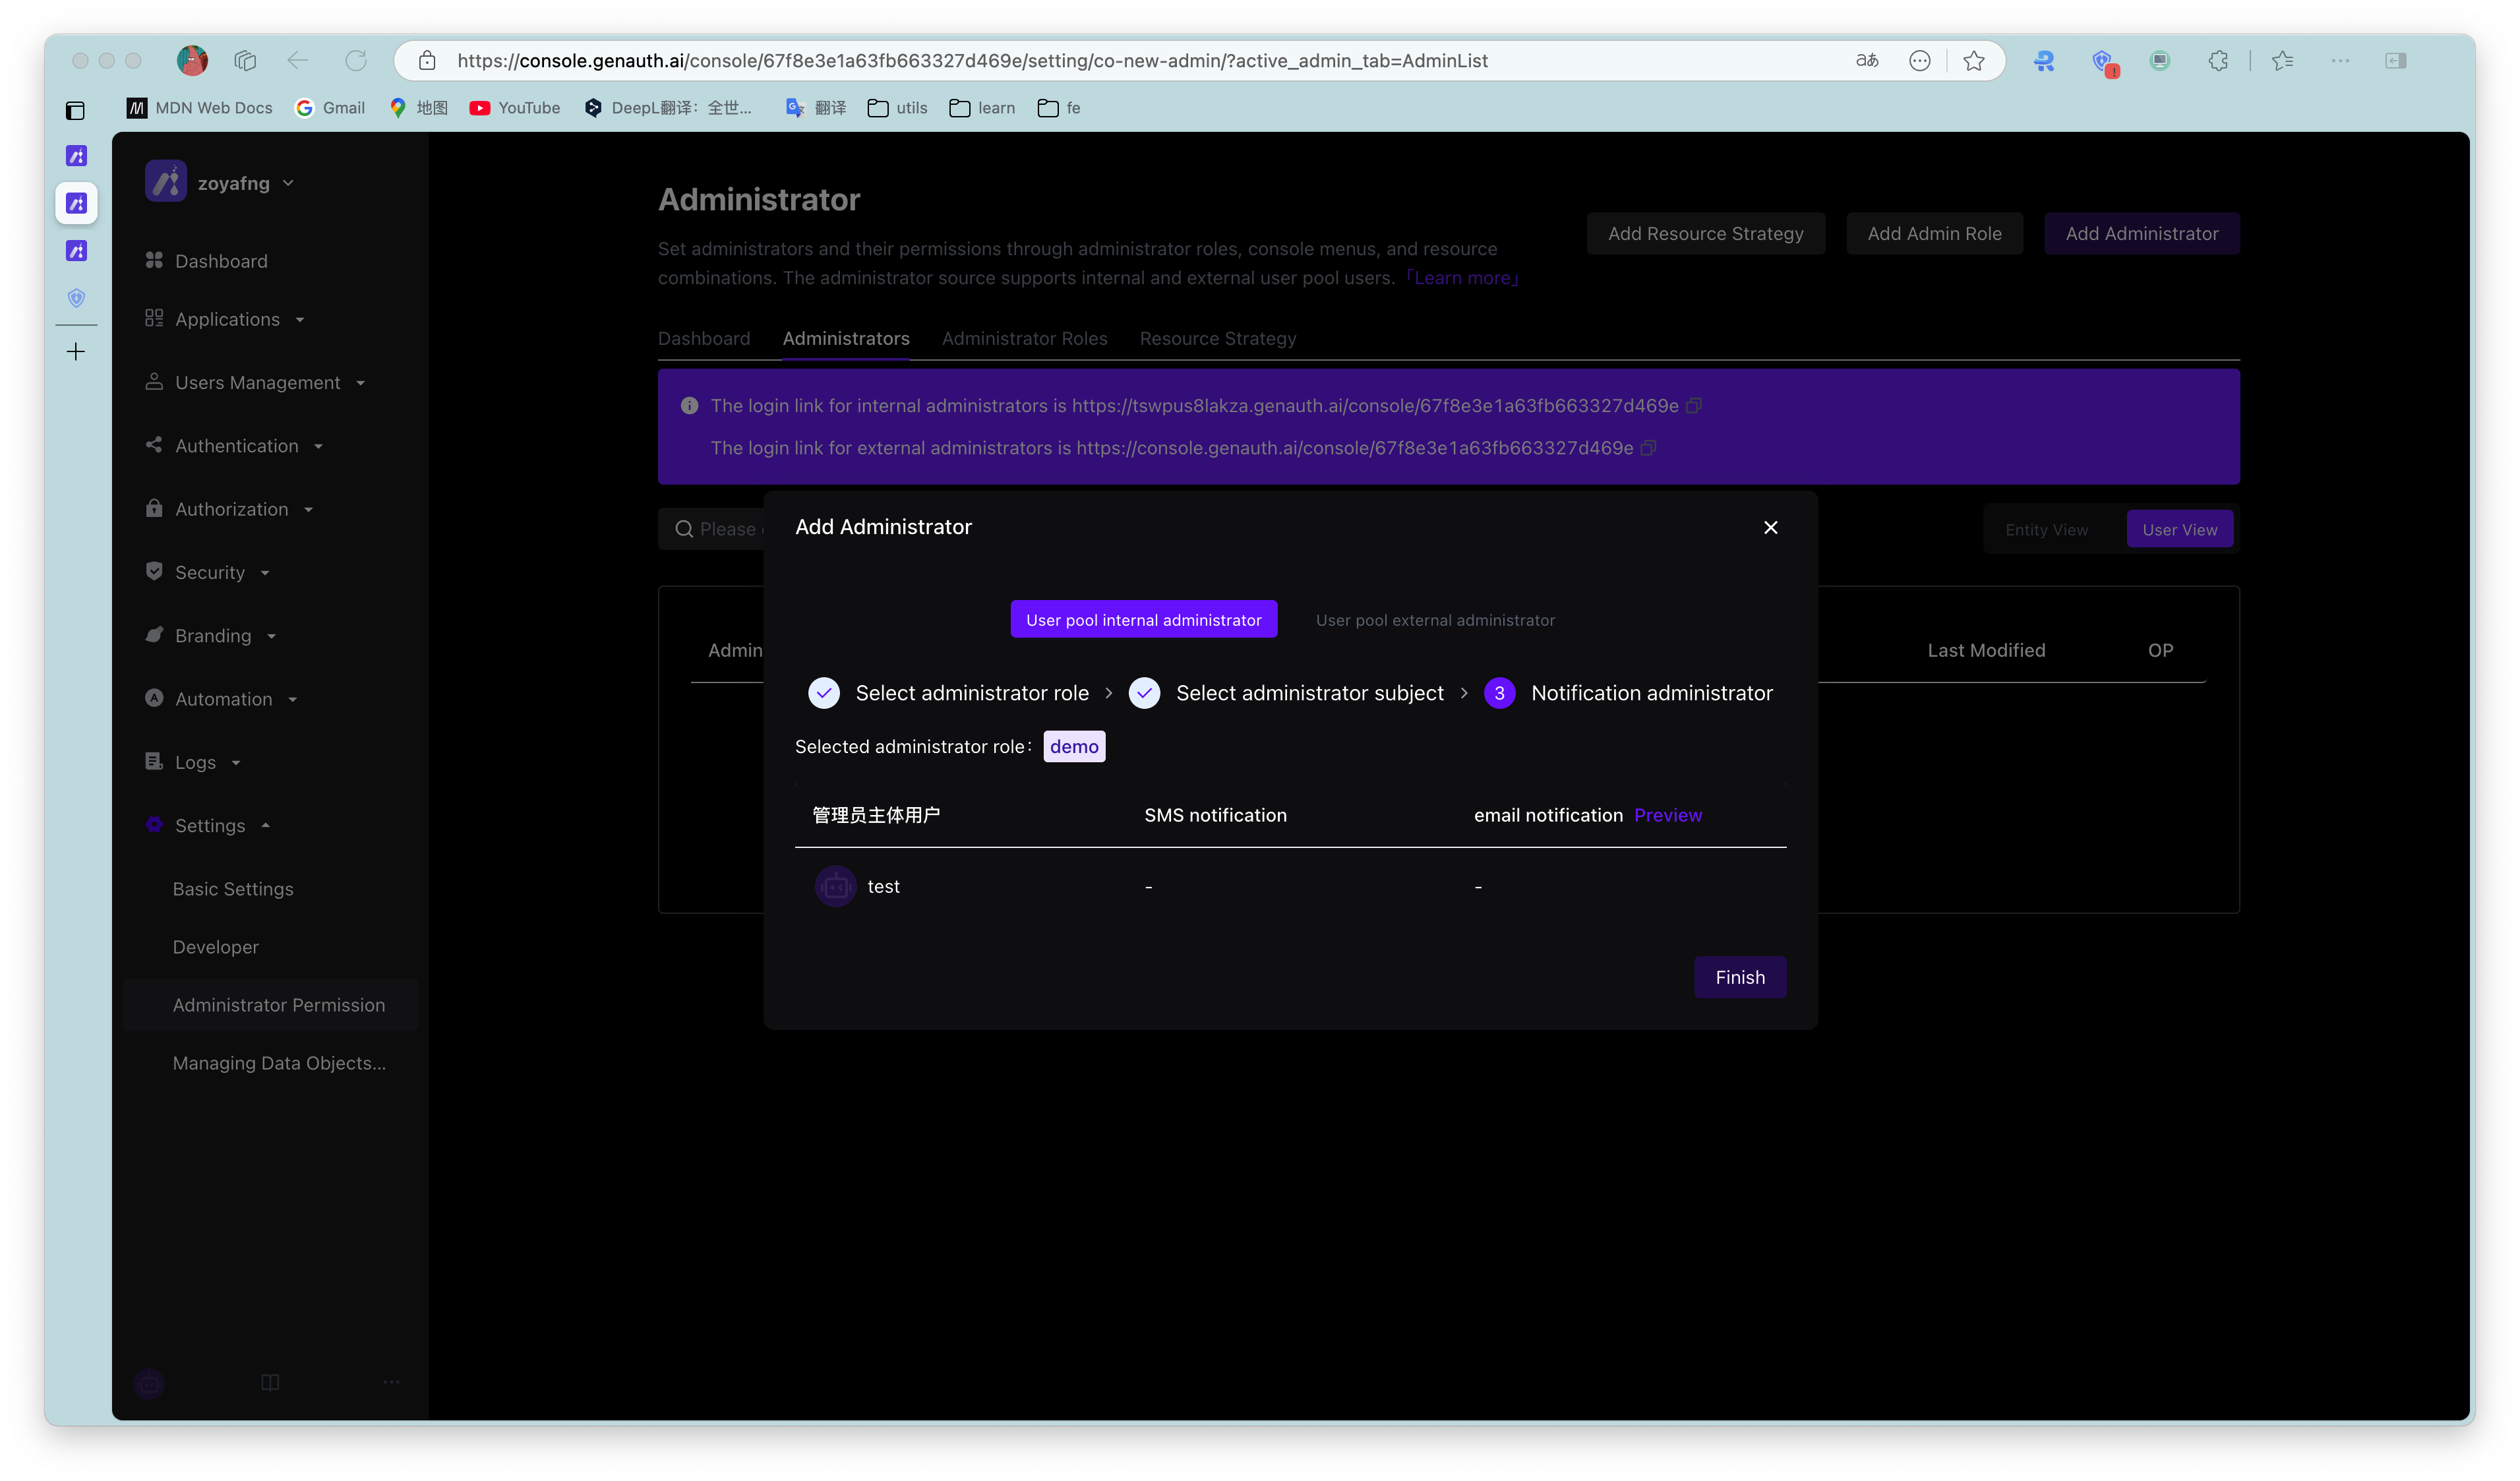 https://console.genauth.ai/console/67f8e3e1a63fb663327d469e/setting/co-new-admin/?active_admin_tab=AdminList
aあ
MDN Web Docs
Gmail
地图
YouTube
DeepL翻译：全世...
翻译
utils
learn
fe
zoyafng
Dashboard
Applications
Users Management
Authentication
Authorization
Security
Branding
Automation
Logs
Settings
Basic Settings
Developer
Administrator Permission
Managing Data Objects...
Administrator
Set administrators and their permissions through administrator roles, console menus, and resource
combinations. The administrator source supports internal and external user pool users. 「Learn more」
Add Resource Strategy
Add Admin Role
Add Administrator
Dashboard
Administrators
Administrator Roles
Resource Strategy
The login link for internal administrators is https://tswpus8lakza.genauth.ai/console/67f8e3e1a63fb663327d469e
The login link for external administrators is https://console.genauth.ai/console/67f8e3e1a63fb663327d469e
Please
Entity View
User View
Admin
Last Modified
OP
Add Administrator
User pool internal administrator
User pool external administrator
Select administrator role
Select administrator subject
3 Notification administrator
Selected administrator role： demo
管理员主体用户
SMS notification
email notification Preview
test
-
-
Finish